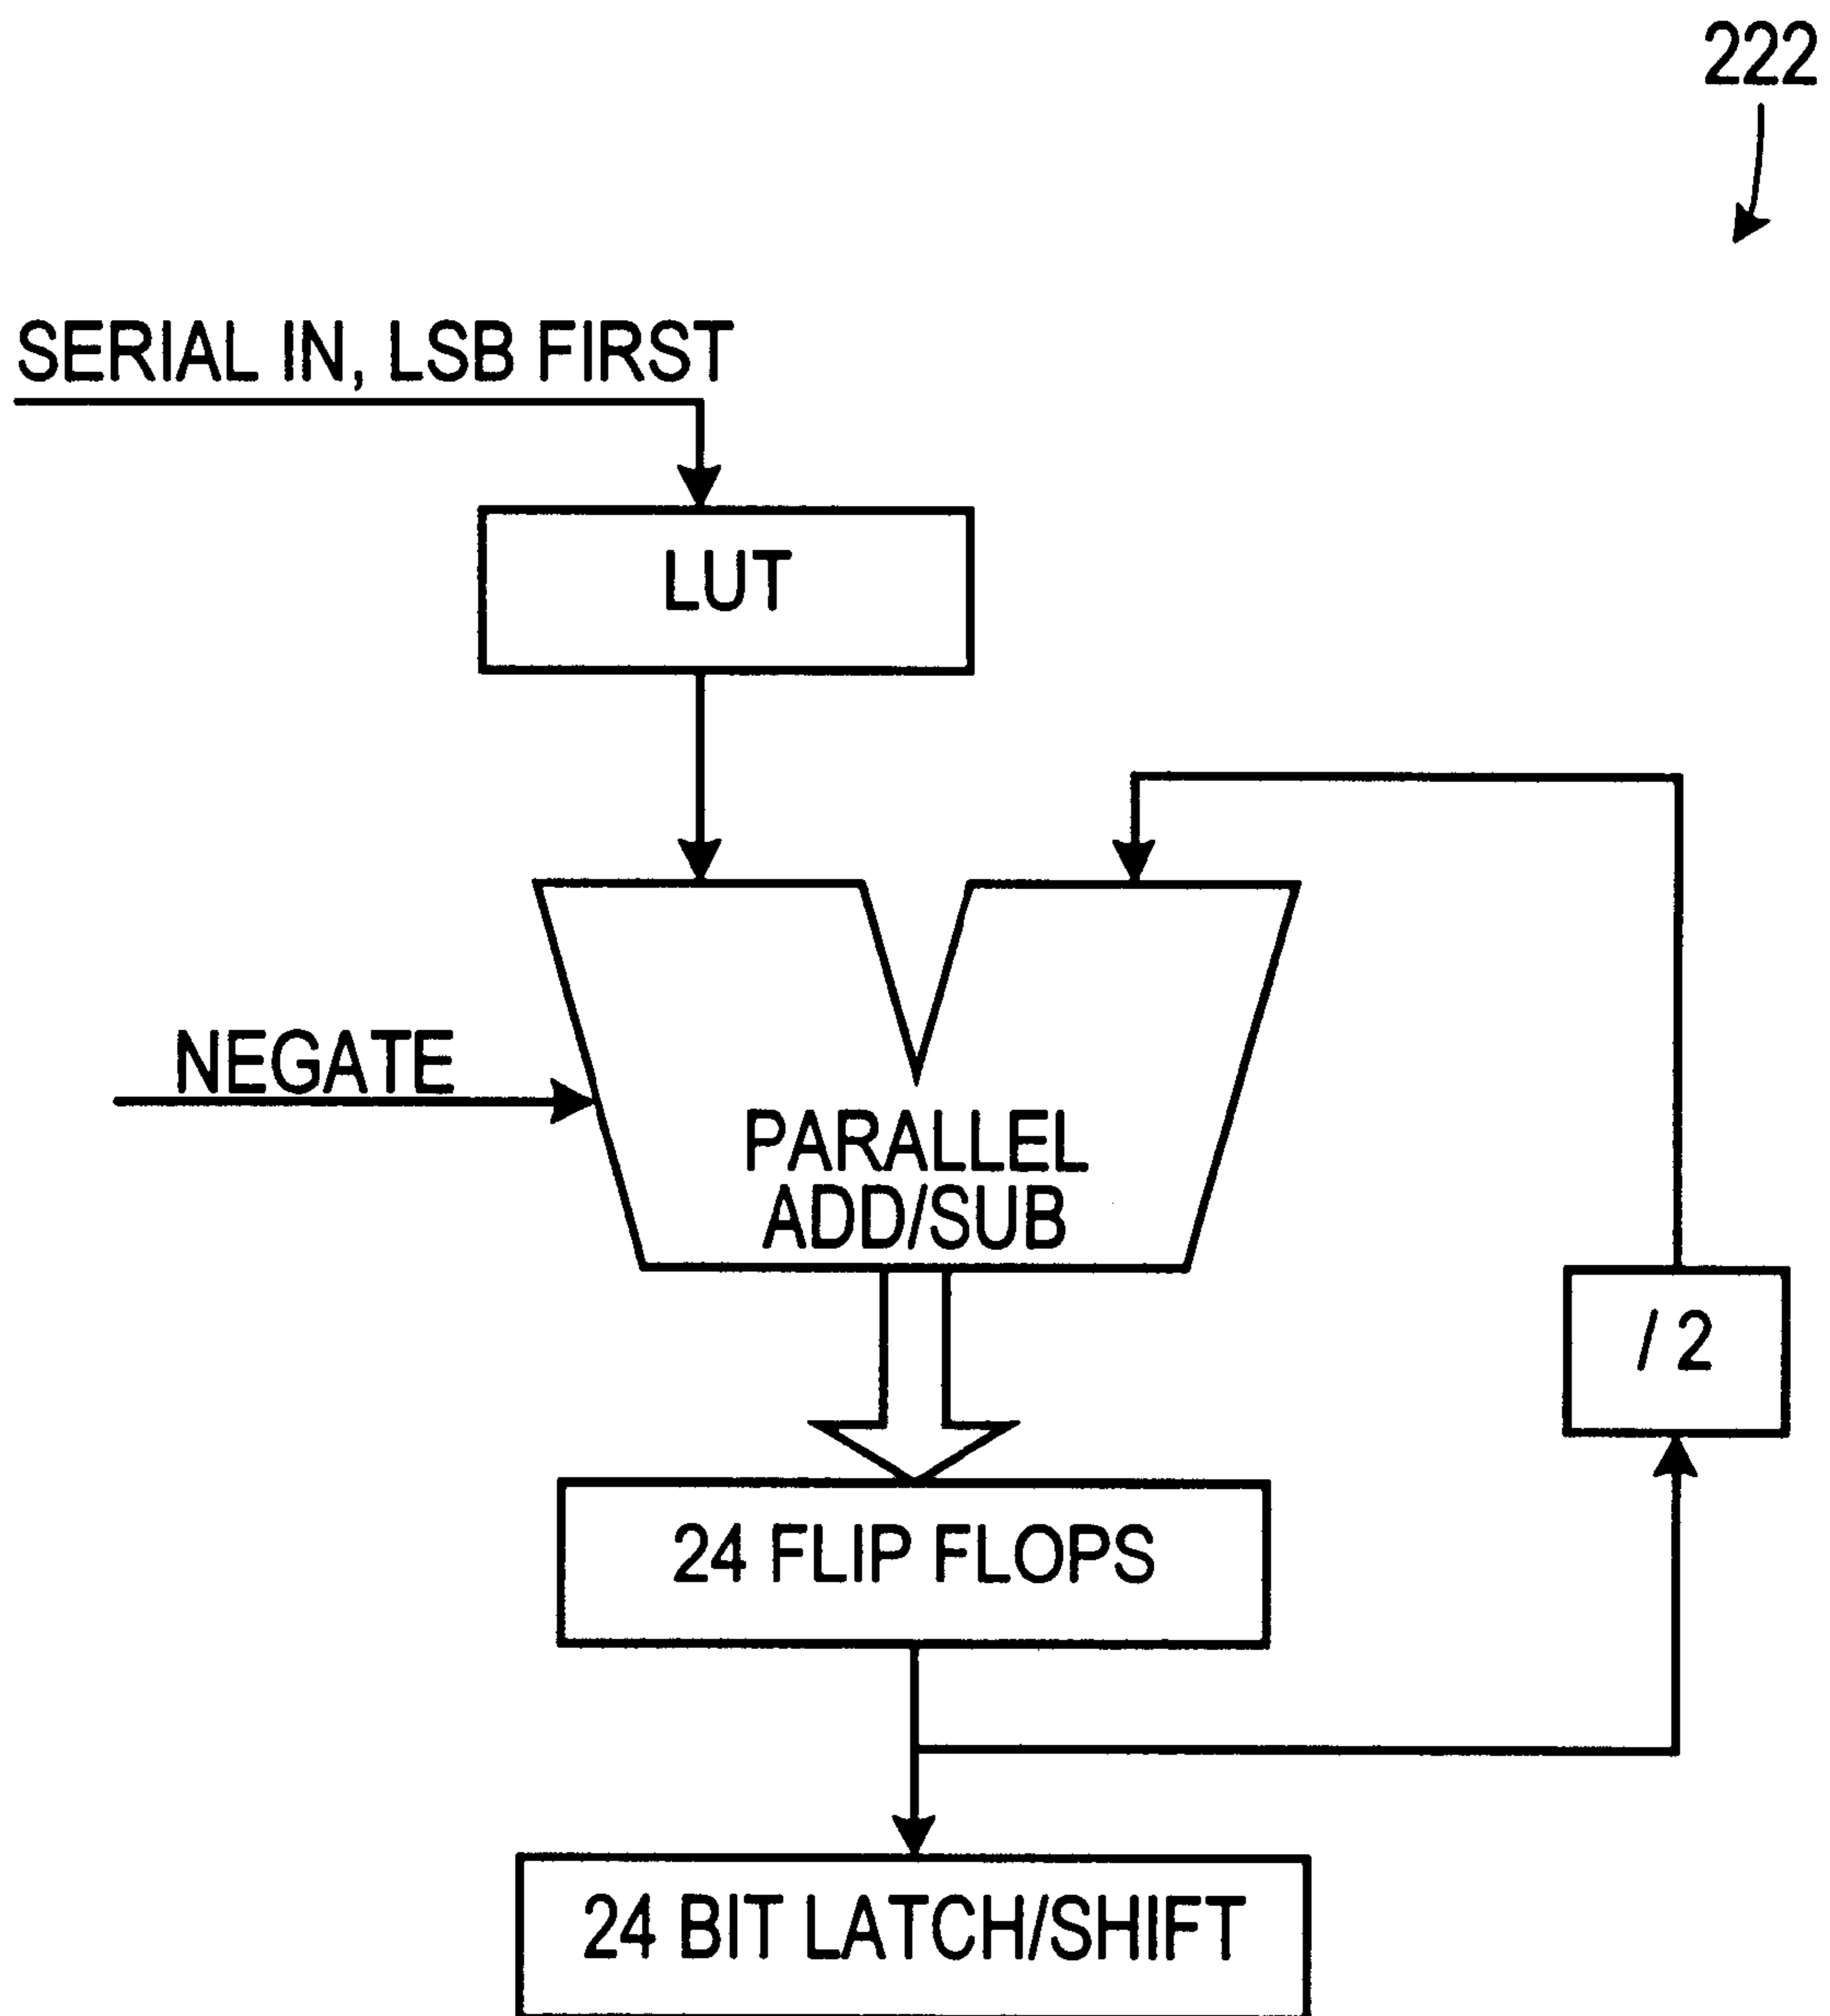 222
SERIAL IN, LSB FIRST
LUT
NEGATE
PARALLEL
ADD/SUB
/ 2
24 FLIP FLOPS
24 BIT LATCH/SHIFT